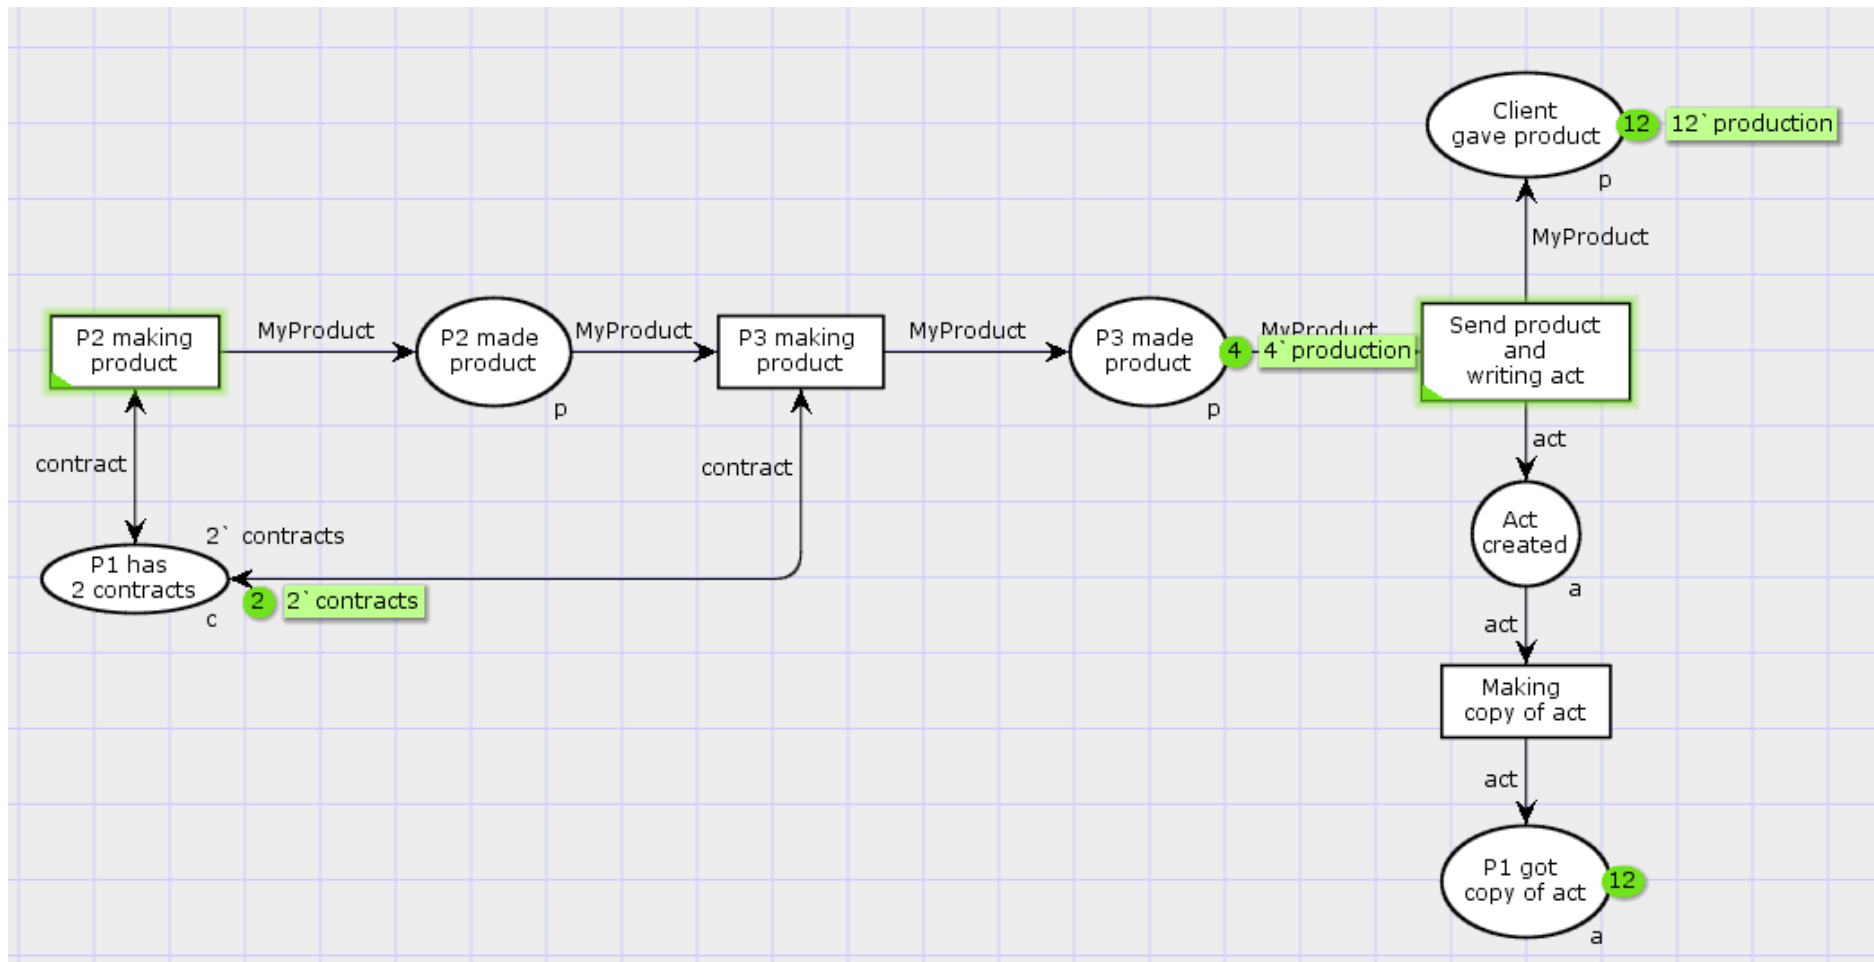 Client
gave product
12
12`production
p
MyProduct
P2 making
product
MyProduct
P2 made
product
p
MyProduct
P3 making
product
MyProduct
P3 made
product
p
4
MyProduct
4`production
Send product
and
writing act
contract
contract
act
2` contracts
P1 has
2 contracts
c
2
2`contracts
Act
created
a
act
Making
copy of act
act
P1 got
copy of act
12
a